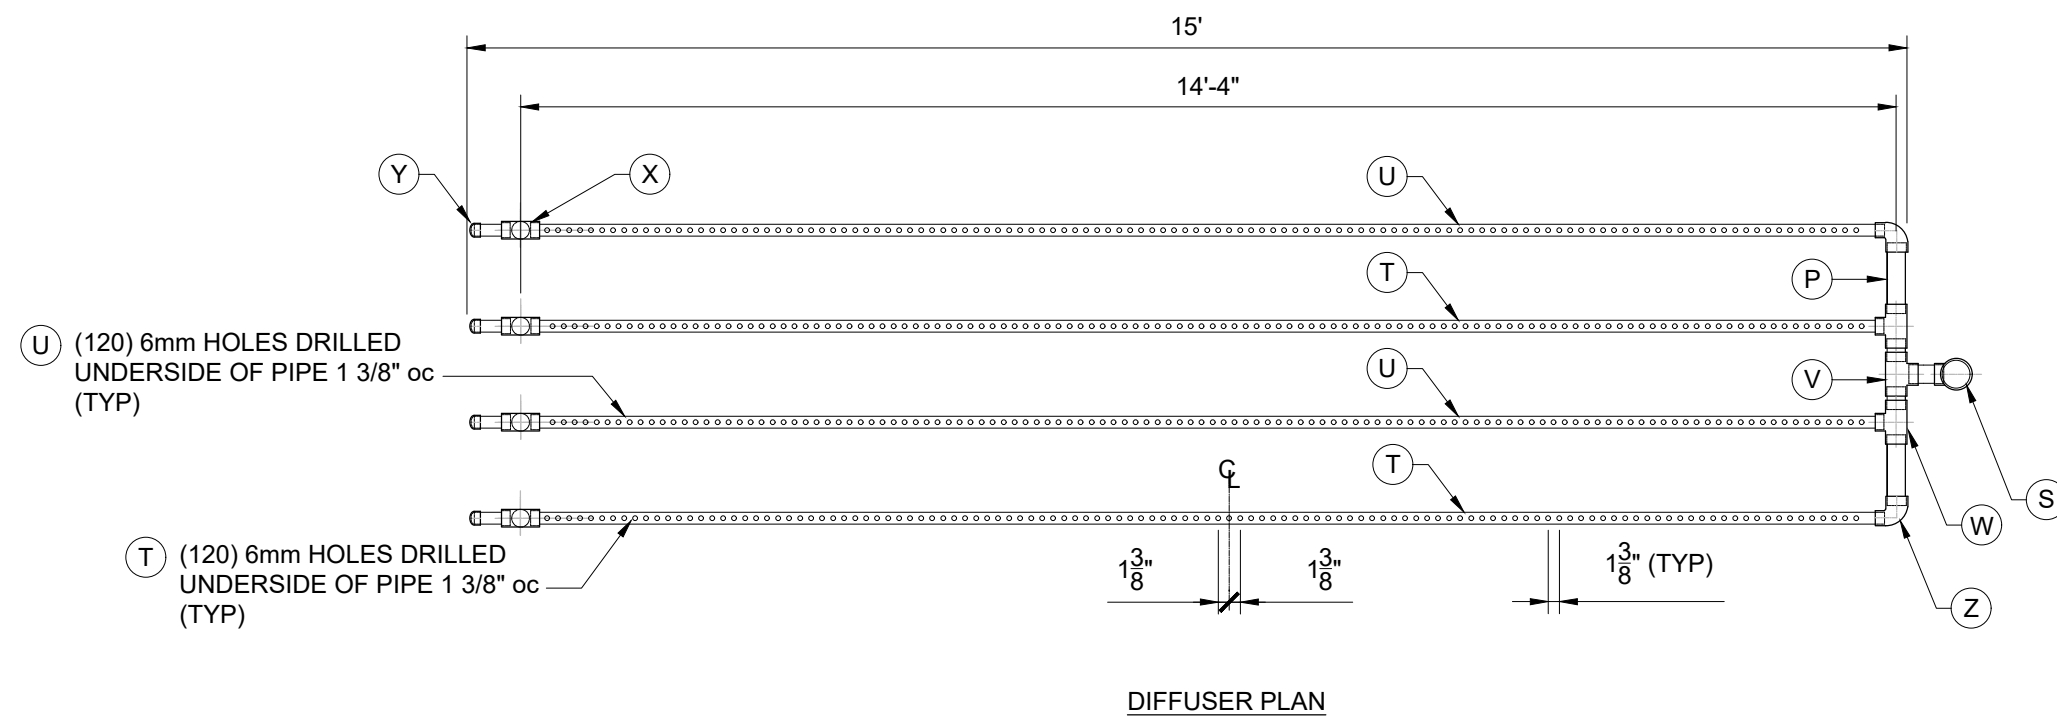 15'
14'-4"
Y
X
U
T
P
U (120) 6mm HOLES DRILLED
UNDERSIDE OF PIPE 1 3/8" oc
(TYP)
U
V
T
CL
S
W
T (120) 6mm HOLES DRILLED
UNDERSIDE OF PIPE 1 3/8" oc
(TYP)
1 3/8"
1 3/8"
1 3/8" (TYP)
Z
DIFFUSER PLAN